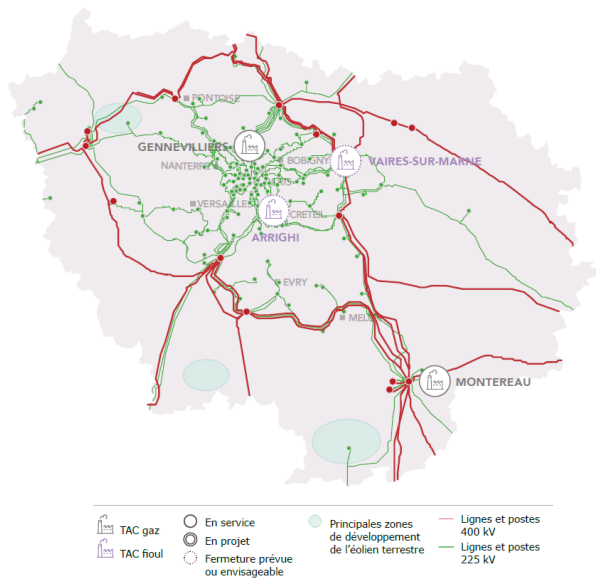 PONTOISE
GENNEVILLIERS
NANTERRE
BOBIGNY
VAIRES-SUR-MARNE
VERSAILLES
CRETEIL
ARRIGHI
EVRY
MONTEREAU
TAC gaz
TAC fioul
En service
En projet
Fermeture prévue
ou envisageable
Principales zones
de développement
de l'éolien terrestre
Lignes et postes
400 kV
Lignes et postes
225 kV